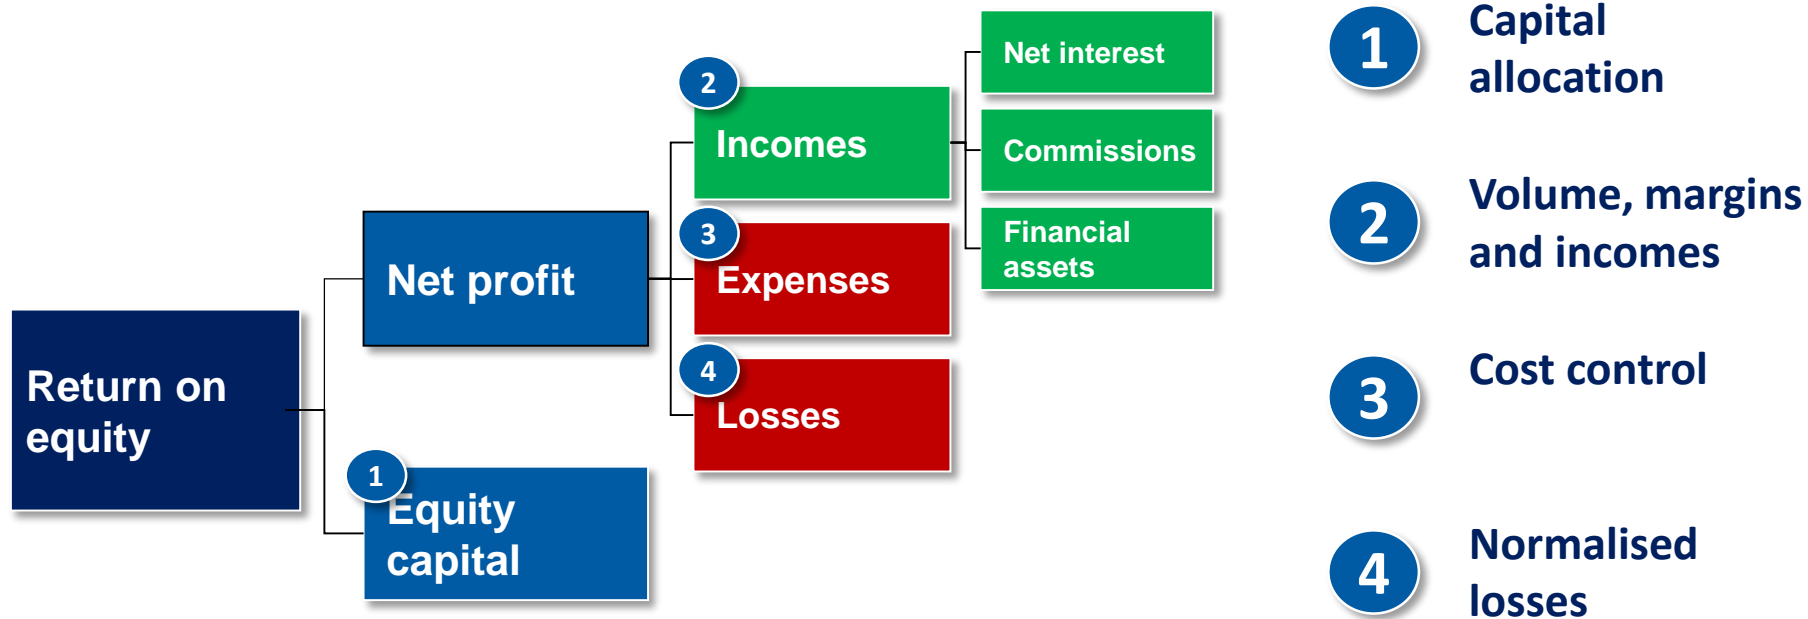 Return on
equity
Net profit
1
Equity
capital
2
Incomes
3
Expenses
4
Losses
Net interest
Commissions
Financial
assets
1
Capital
allocation
2
Volume, margins
and incomes
3
Cost control
4
Normalised
losses